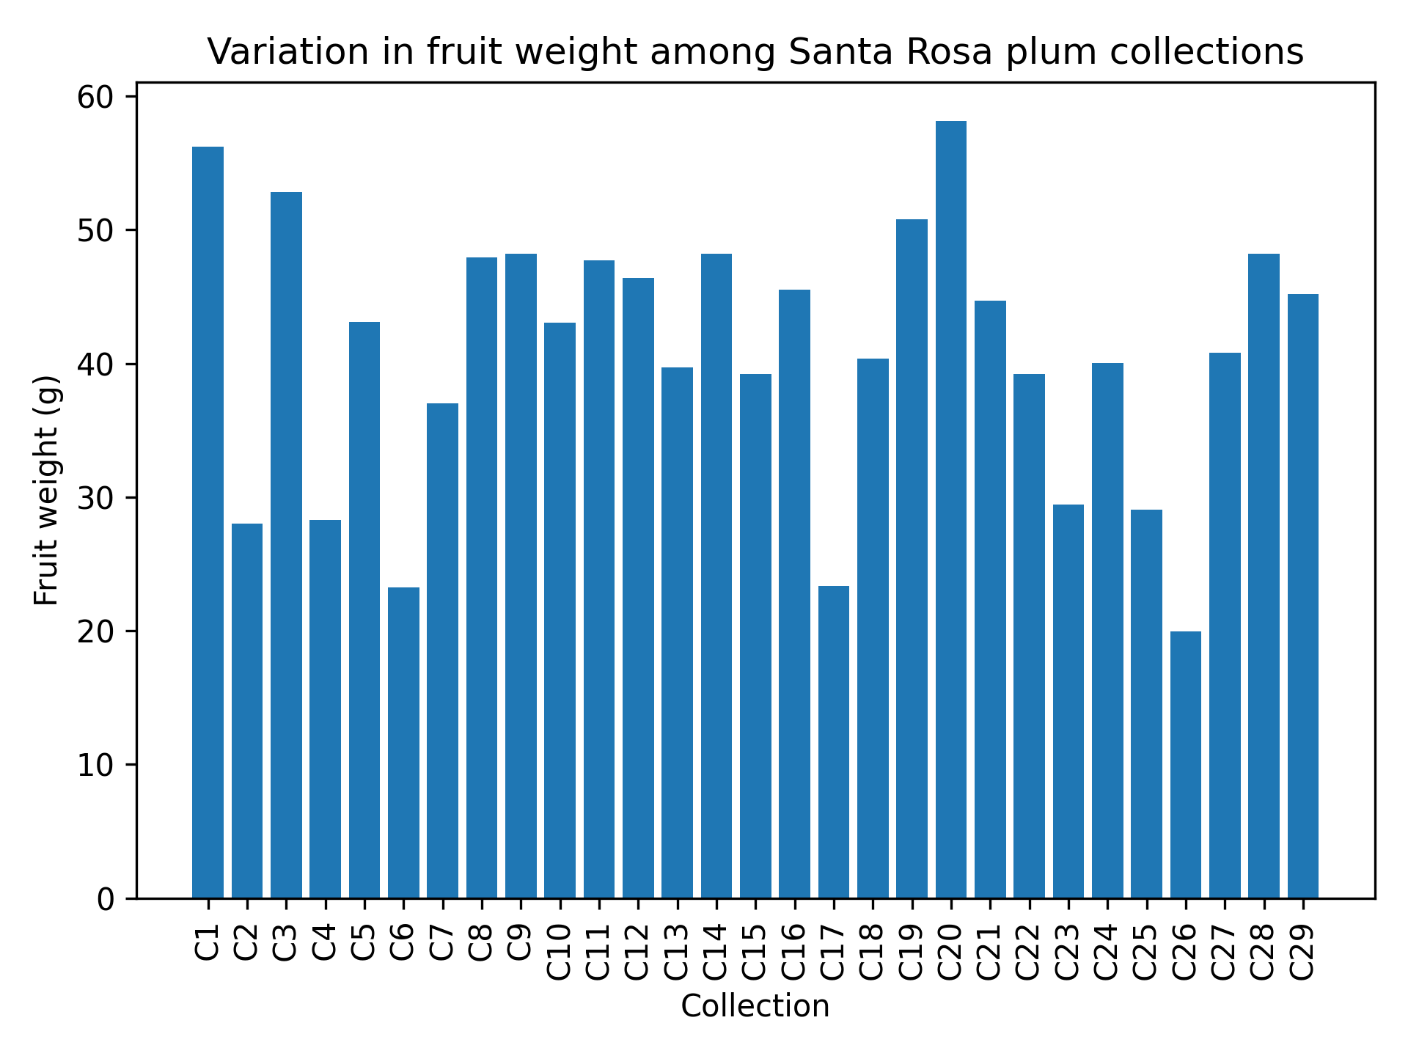 Variation in fruit weight among Santa Rosa plum collections
60
50
40
30
20
10
0
Fruit weight (g)
C1 C2 C3 C4 C5 C6 C7 C8 C9 C10 C11 C12 C13 C14 C15 C16 C17 C18 C19 C20 C21 C22 C23 C24 C25 C26 C27 C28 C29
Collection